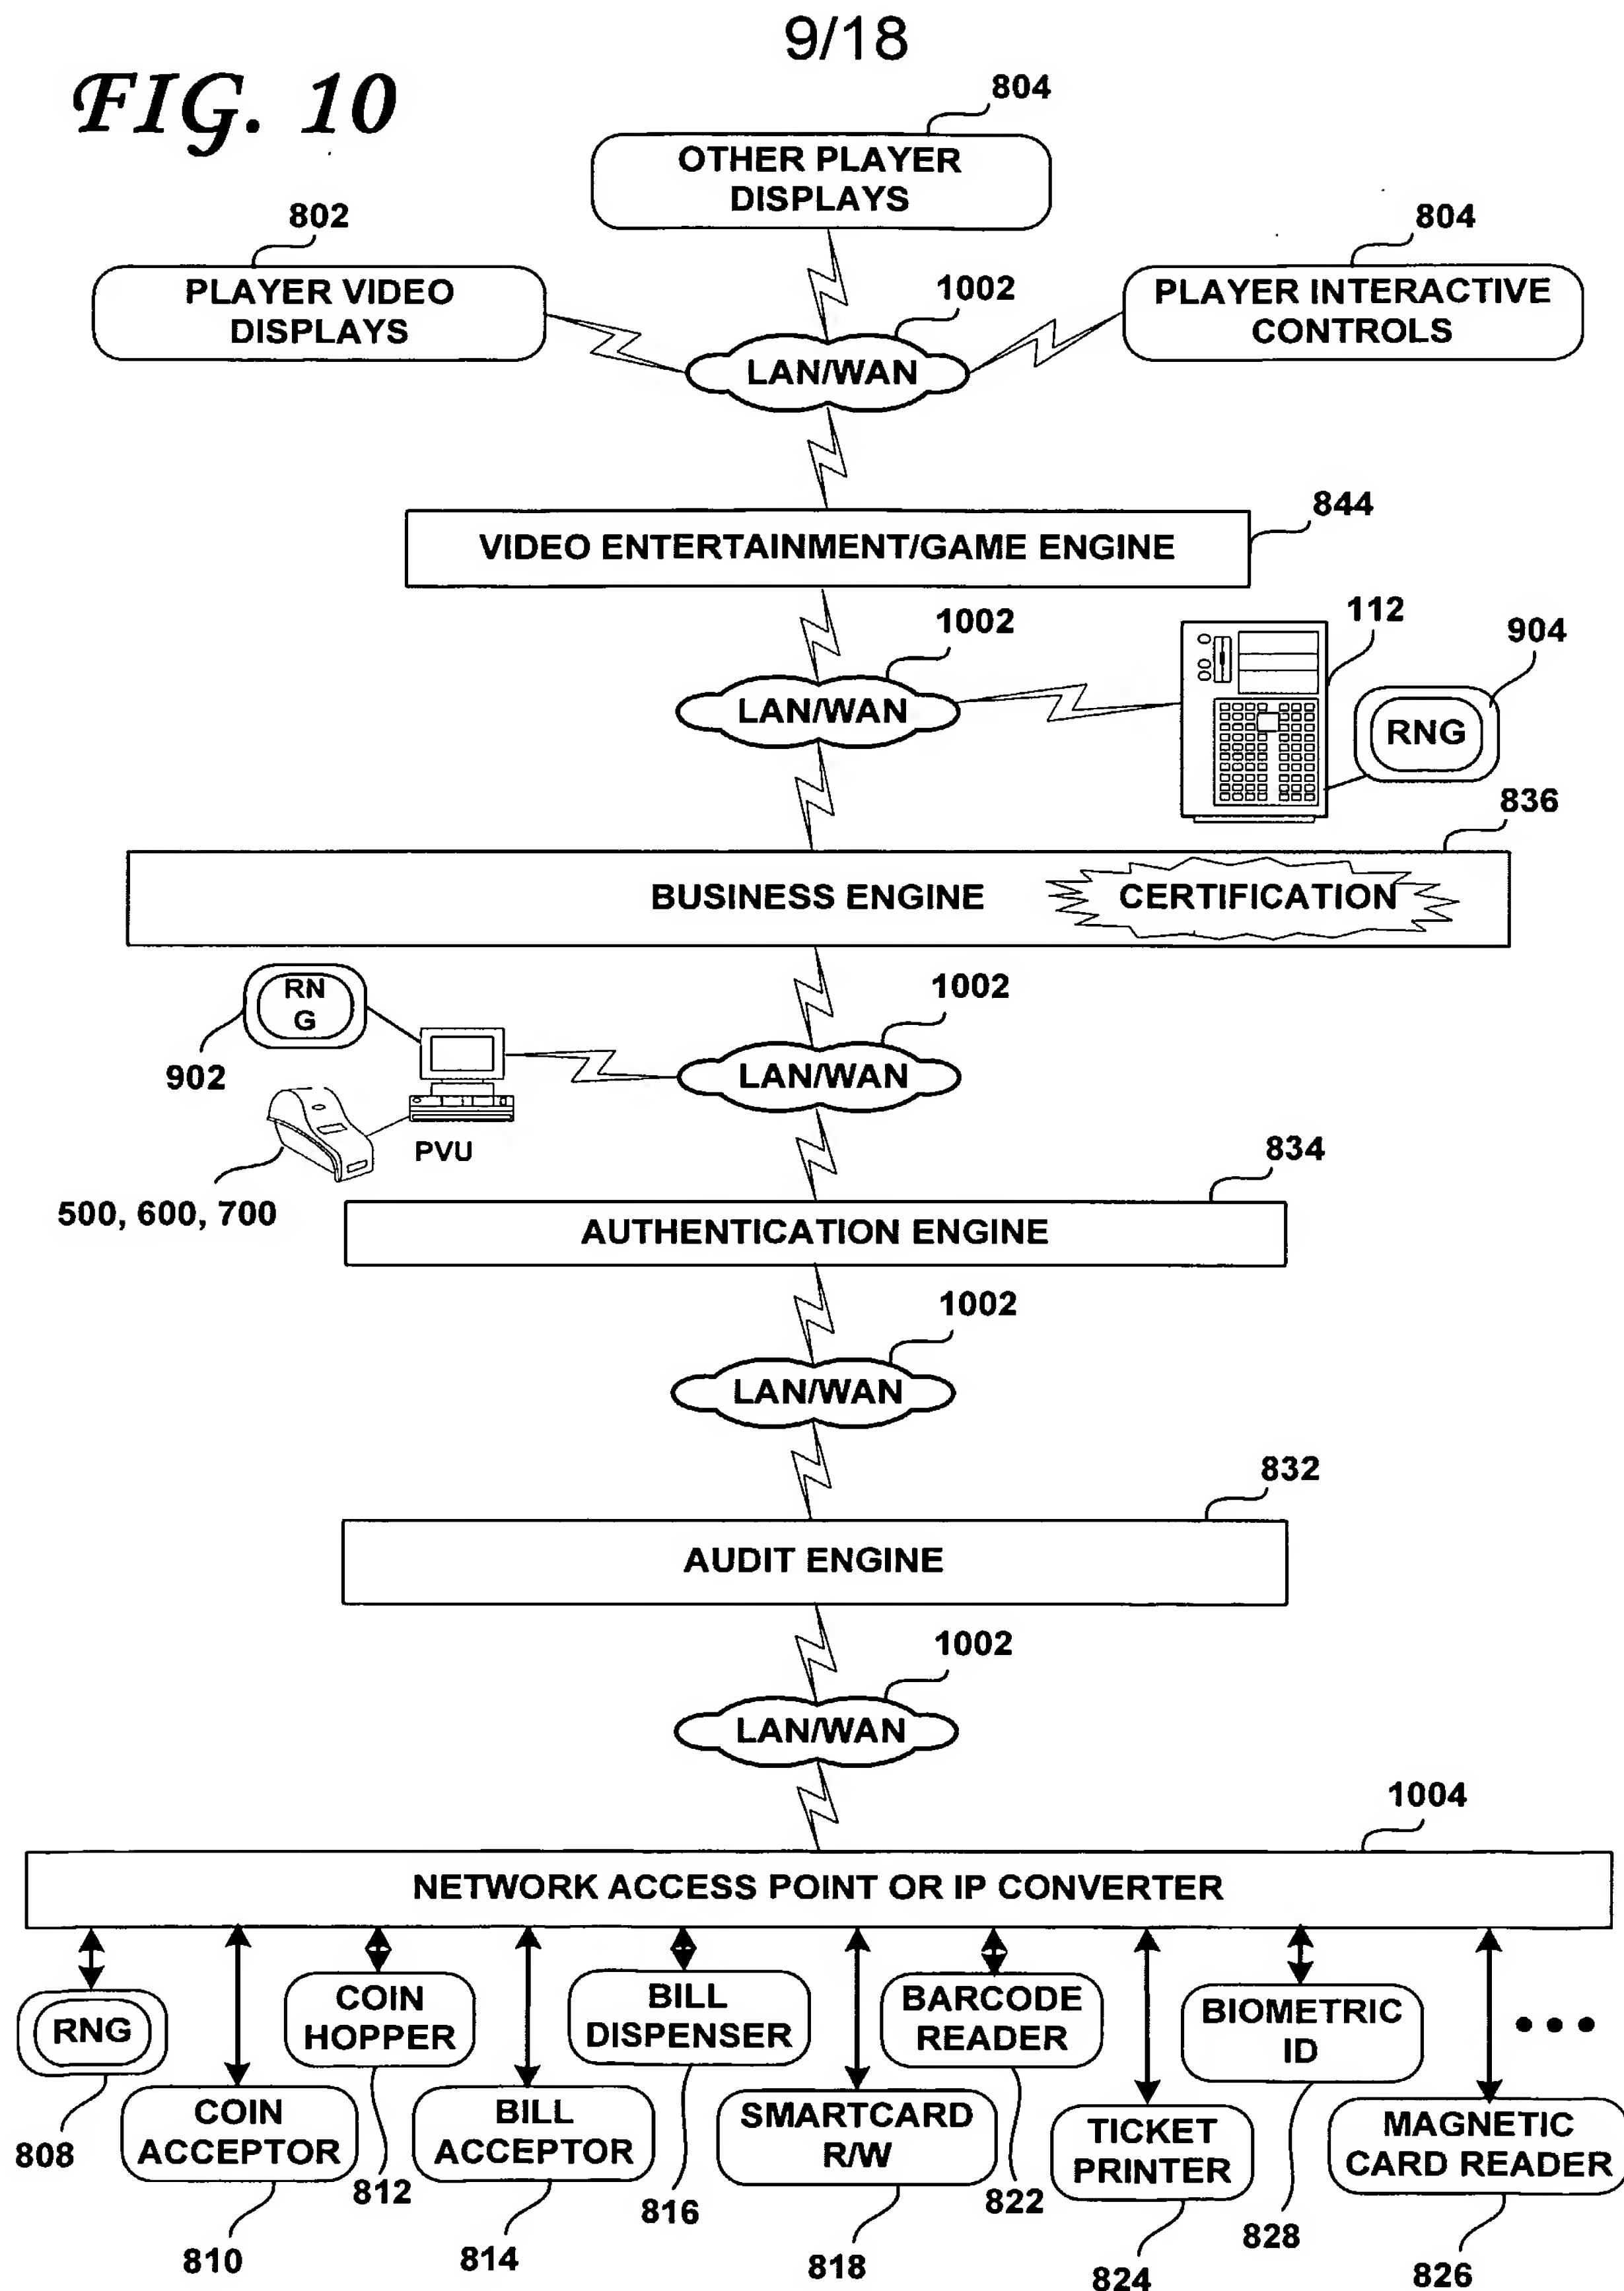 9/18
FIG. 10
804
OTHER PLAYER
DISPLAYS
802
PLAYER VIDEO
DISPLAYS
804
PLAYER INTERACTIVE
CONTROLS
1002
LAN/WAN
844
VIDEO ENTERTAINMENT/GAME ENGINE
1002
LAN/WAN
112
904
RNG
836
BUSINESS ENGINE
CERTIFICATION
RN
G
902
1002
LAN/WAN
PVU
500, 600, 700
834
AUTHENTICATION ENGINE
1002
LAN/WAN
832
AUDIT ENGINE
1002
LAN/WAN
1004
NETWORK ACCESS POINT OR IP CONVERTER
RNG
808
COIN
ACCEPTOR
810
COIN
HOPPER
812
BILL
ACCEPTOR
814
BILL
DISPENSER
816
SMARTCARD
R/W
818
BARCODE
READER
822
TICKET
PRINTER
824
BIOMETRIC
ID
828
MAGNETIC
CARD READER
826